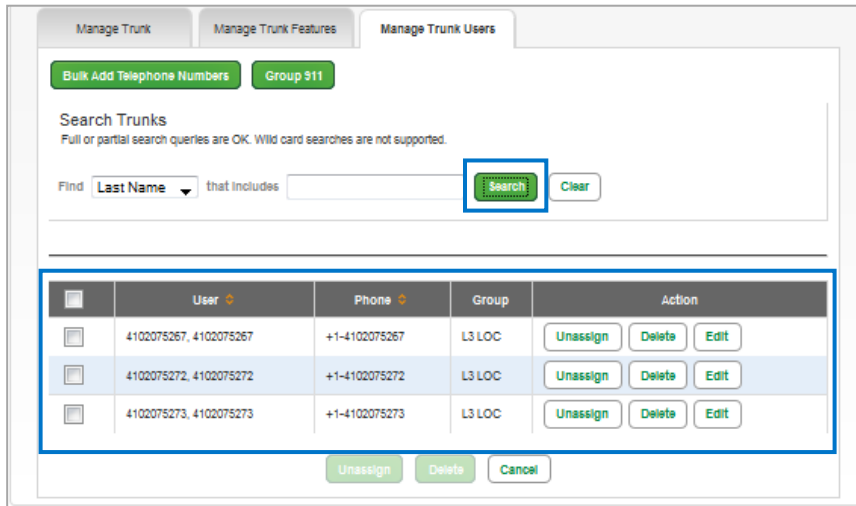 Manage Trunk Manage Trunk Features Manage Trunk Users
Bulk Add Telephone Numbers Group 911
Search Trunks
Full or partial search queries are OK. Wild card searches are not supported.
Find Last Name that includes Search Clear
User Phone Group Action
4102075267, 4102075267 +1-4102075267 L3 LOC Unassign Delete Edit
4102075272, 4102075272 +1-4102075272 L3 LOC Unassign Delete Edit
4102075273, 4102075273 +1-4102075273 L3 LOC Unassign Delete Edit
Unassign Delete Cancel